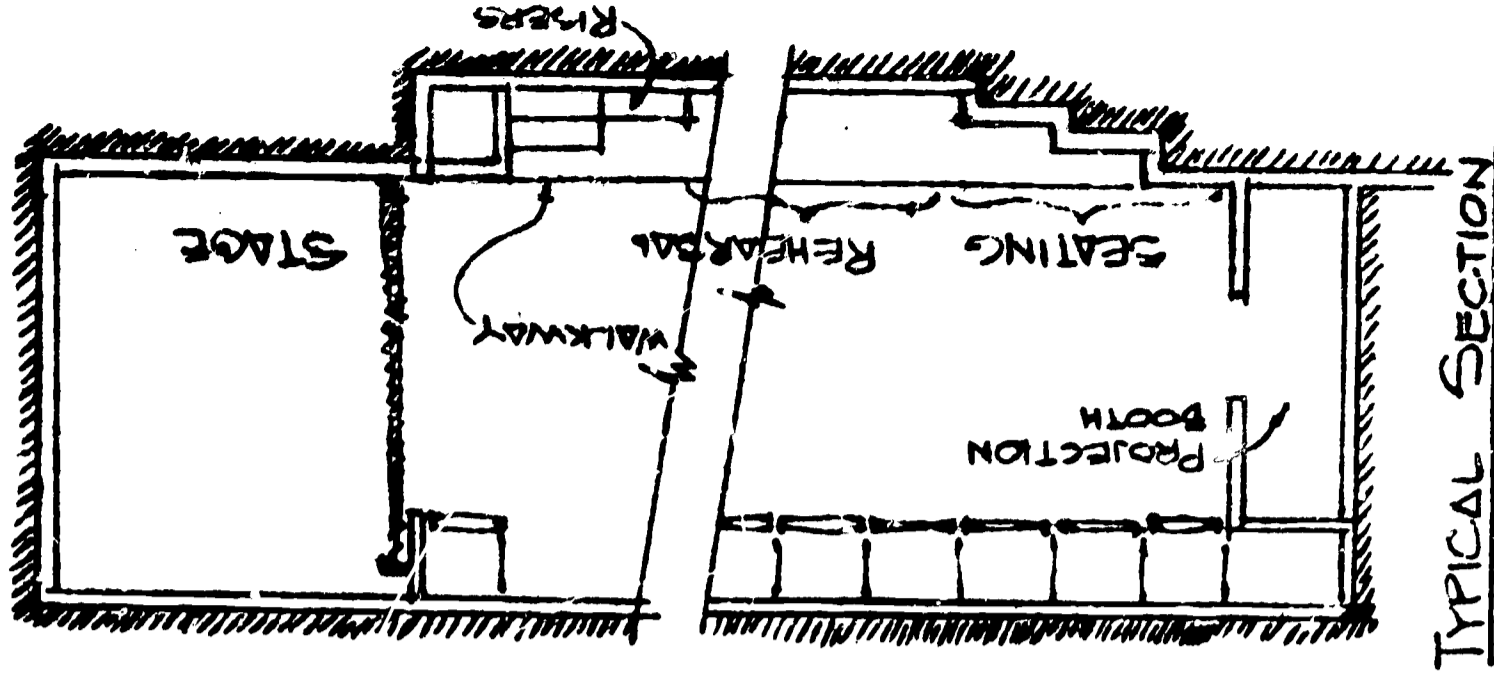 TYPICAL SECTION
PROJECTION
BOOTH
WALKWAY
SEATING
REHEARSAL
STAGE
RISERS